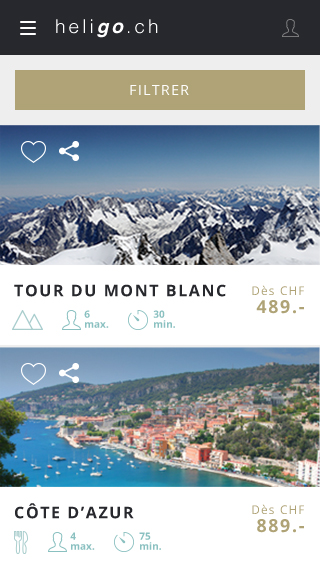 heligo.ch
FILTRER
TOUR DU MONT BLANC
Dès CHF
489.-
6 max.
30 min.
CÔTE D’AZUR
Dès CHF
889.-
4 max.
75 min.